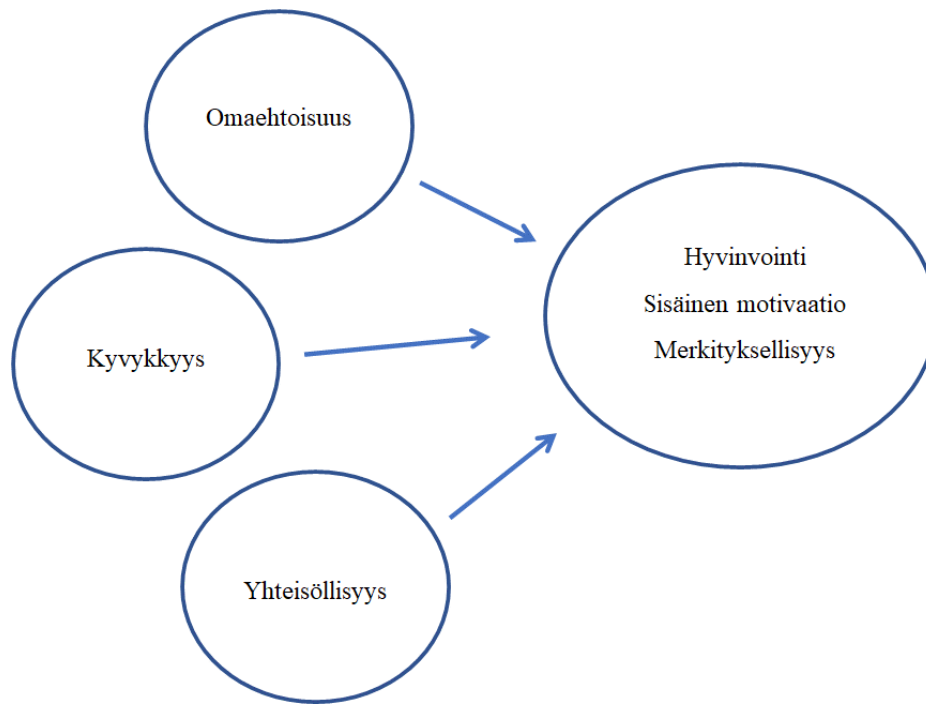 Omaehtoisuus
Kyvykkyys
Yhteisöllisyys
Hyvinvointi
Sisäinen motivaatio
Merkityksellisyys